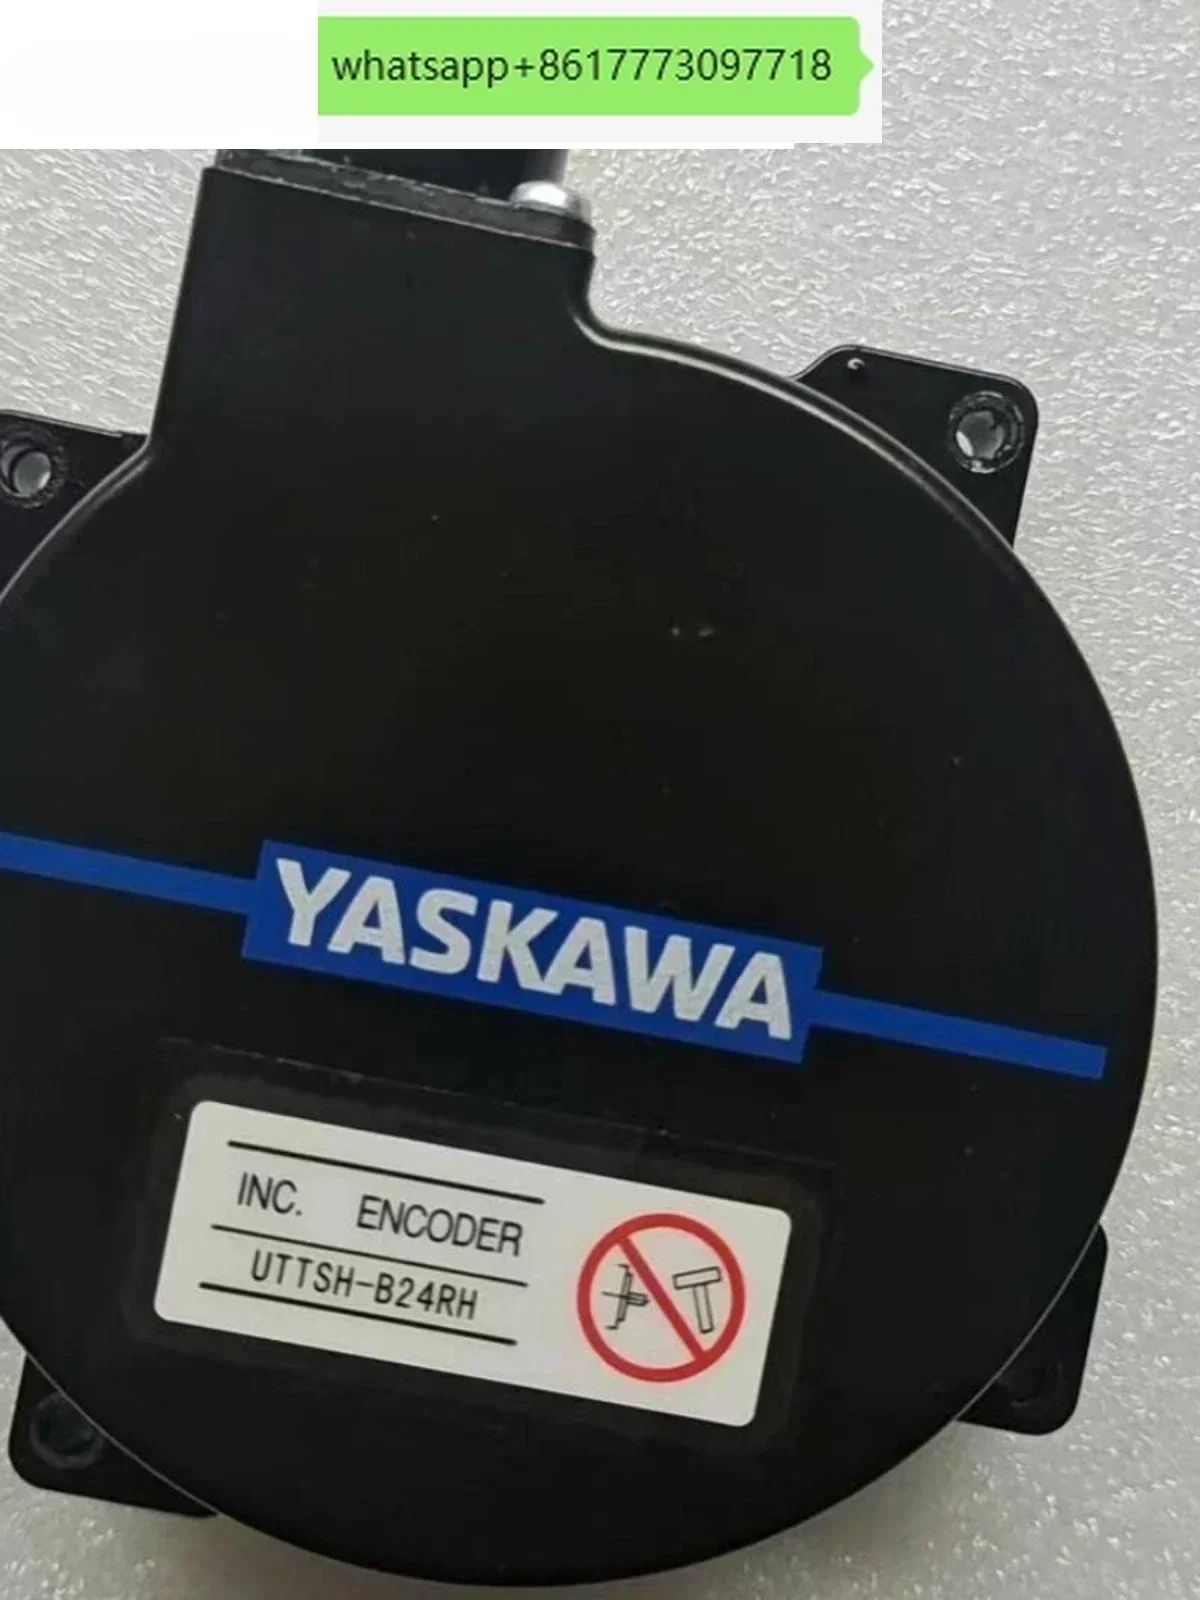 whatsapp+8617773097718
YASKAWA
INC. ENCODER
UTTSH-B24RH